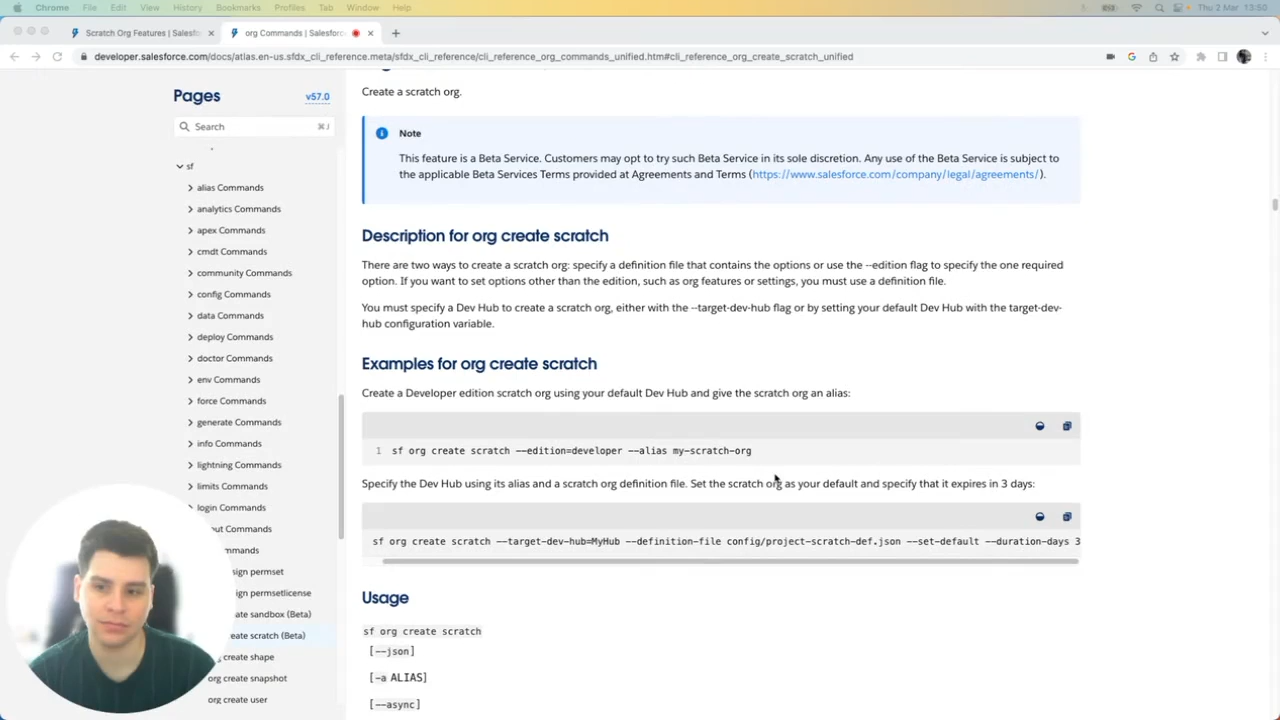 Chrome File Edit View History Bookmarks Profiles Tab Window Help
Thu 2 Mar 13:50
Scratch Org Features | Salesfo
org Commands | Salesforc
developer.salesforce.com/docs/atlas.en-us.sfdx_cli_reference.meta/sfdx_cli_reference/cli_reference_org_commands_unified.htm#cli_reference_org_create_scratch_unified
Pages
v57.0
Search
⌘J
sf
alias Commands
analytics Commands
apex Commands
cmdt Commands
community Commands
config Commands
data Commands
deploy Commands
doctor Commands
env Commands
force Commands
generate Commands
info Commands
lightning Commands
limits Commands
login Commands
out Commands
mmands
sign permset
ign permsetlicense
ate sandbox (Beta)
eate scratch (Beta)
g create shape
org create snapshot
org create user
Create a scratch org.
Note
This feature is a Beta Service. Customers may opt to try such Beta Service in its sole discretion. Any use of the Beta Service is subject to
the applicable Beta Services Terms provided at Agreements and Terms (https://www.salesforce.com/company/legal/agreements/).
Description for org create scratch
There are two ways to create a scratch org: specify a definition file that contains the options or use the --edition flag to specify the one required
option. If you want to set options other than the edition, such as org features or settings, you must use a definition file.
You must specify a Dev Hub to create a scratch org, either with the --target-dev-hub flag or by setting your default Dev Hub with the target-dev-
hub configuration variable.
Examples for org create scratch
Create a Developer edition scratch org using your default Dev Hub and give the scratch org an alias:
1 sf org create scratch --edition=developer --alias my-scratch-org
Specify the Dev Hub using its alias and a scratch org definition file. Set the scratch org as your default and specify that it expires in 3 days:
sf org create scratch --target-dev-hub=MyHub --definition-file config/project-scratch-def.json --set-default --duration-days 3
Usage
sf org create scratch
[--json]
[-a ALIAS]
[--async]